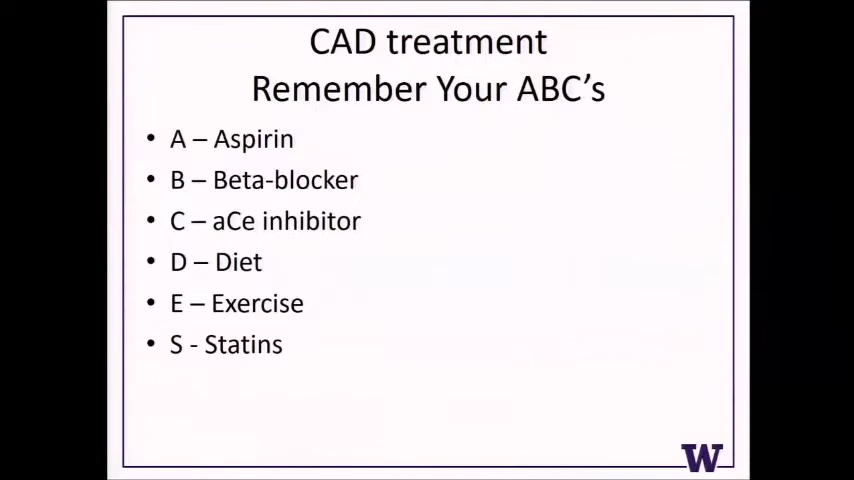 CAD treatment
Remember Your ABC’s
• A – Aspirin
• B – Beta-blocker
• C – aCe inhibitor
• D – Diet
• E – Exercise
• S - Statins
W